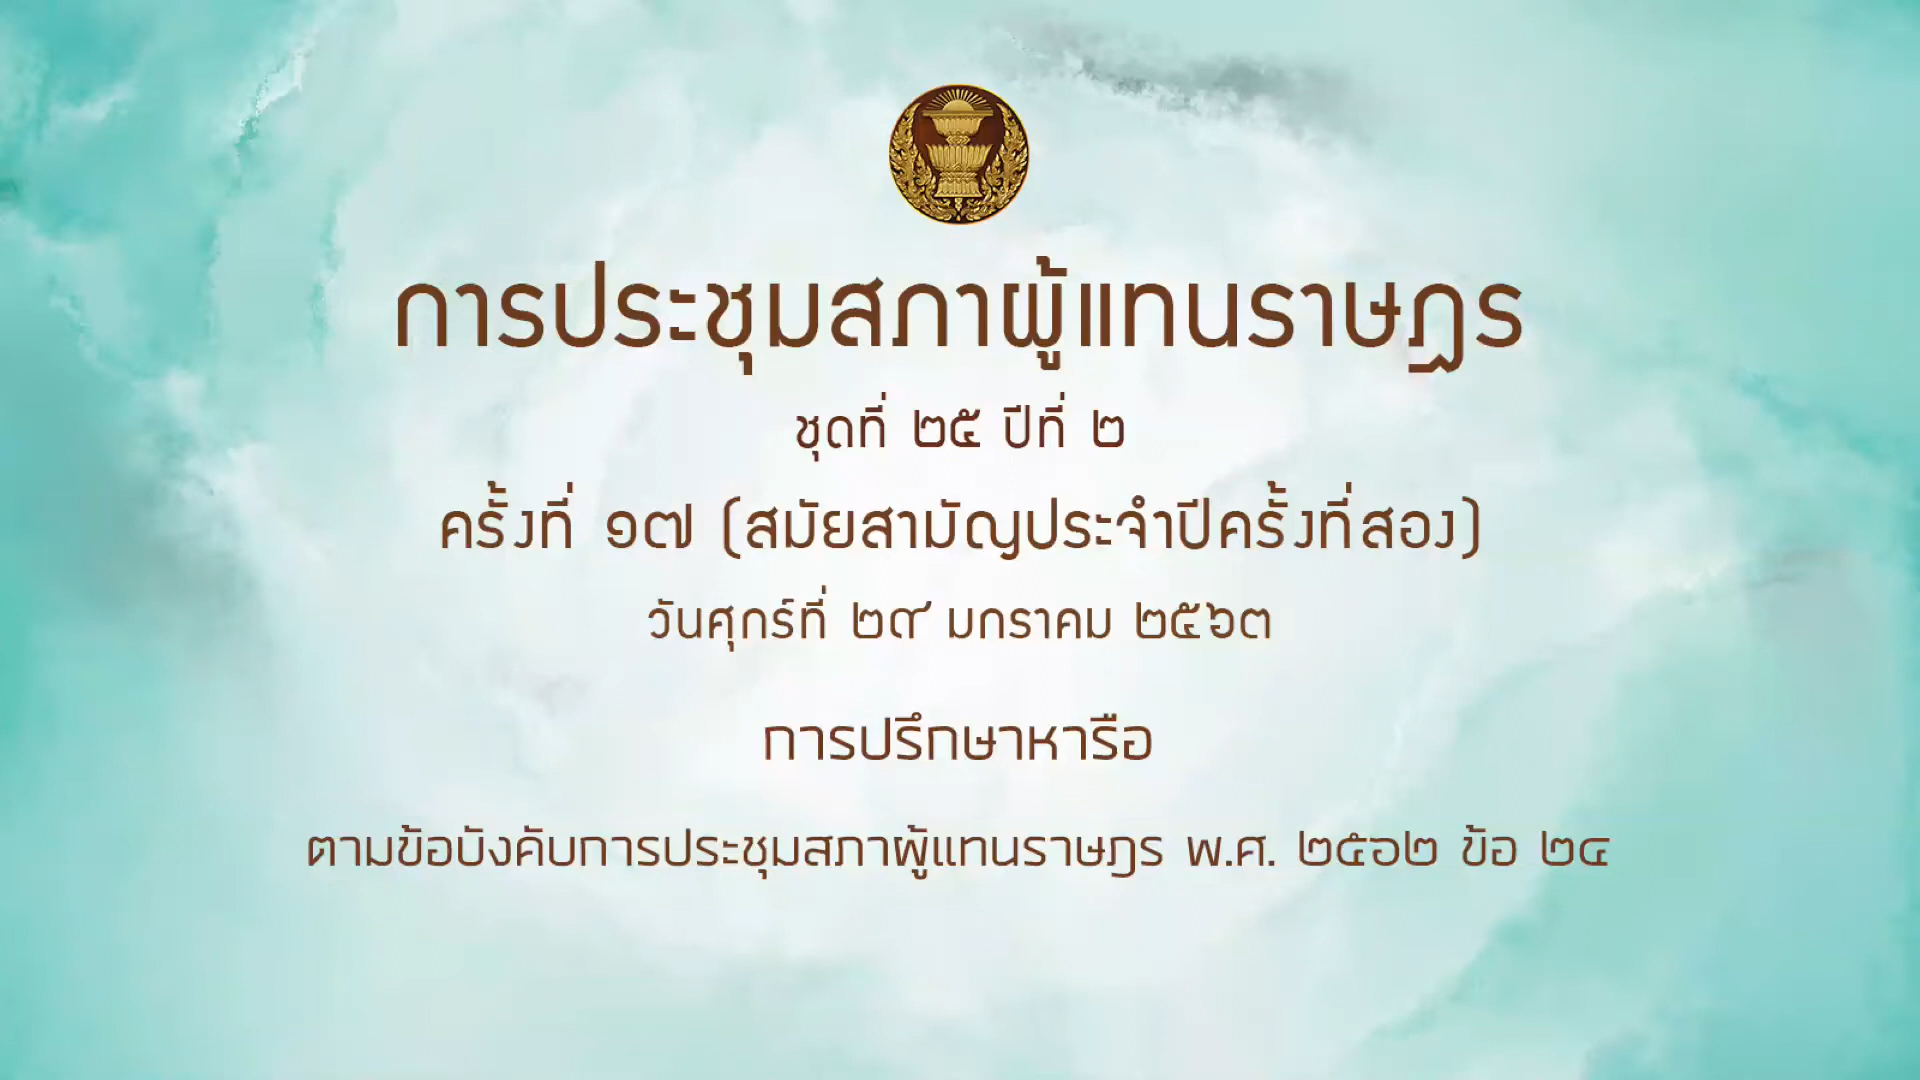 การประชุมสภาผู้แทนราษฎร
ชุดที่ ๒๕ ปีที่ ๒
ครั้งที่ ๑๗ (สมัยสามัญประจำปีครั้งที่สอง)
วันศุกร์ที่ ๒๙ มกราคม ๒๕๖๓
การปรึกษาหารือ
ตามข้อบังคับการประชุมสภาผู้แทนราษฎร พ.ศ. ๒๕๖๒ ข้อ ๒๔